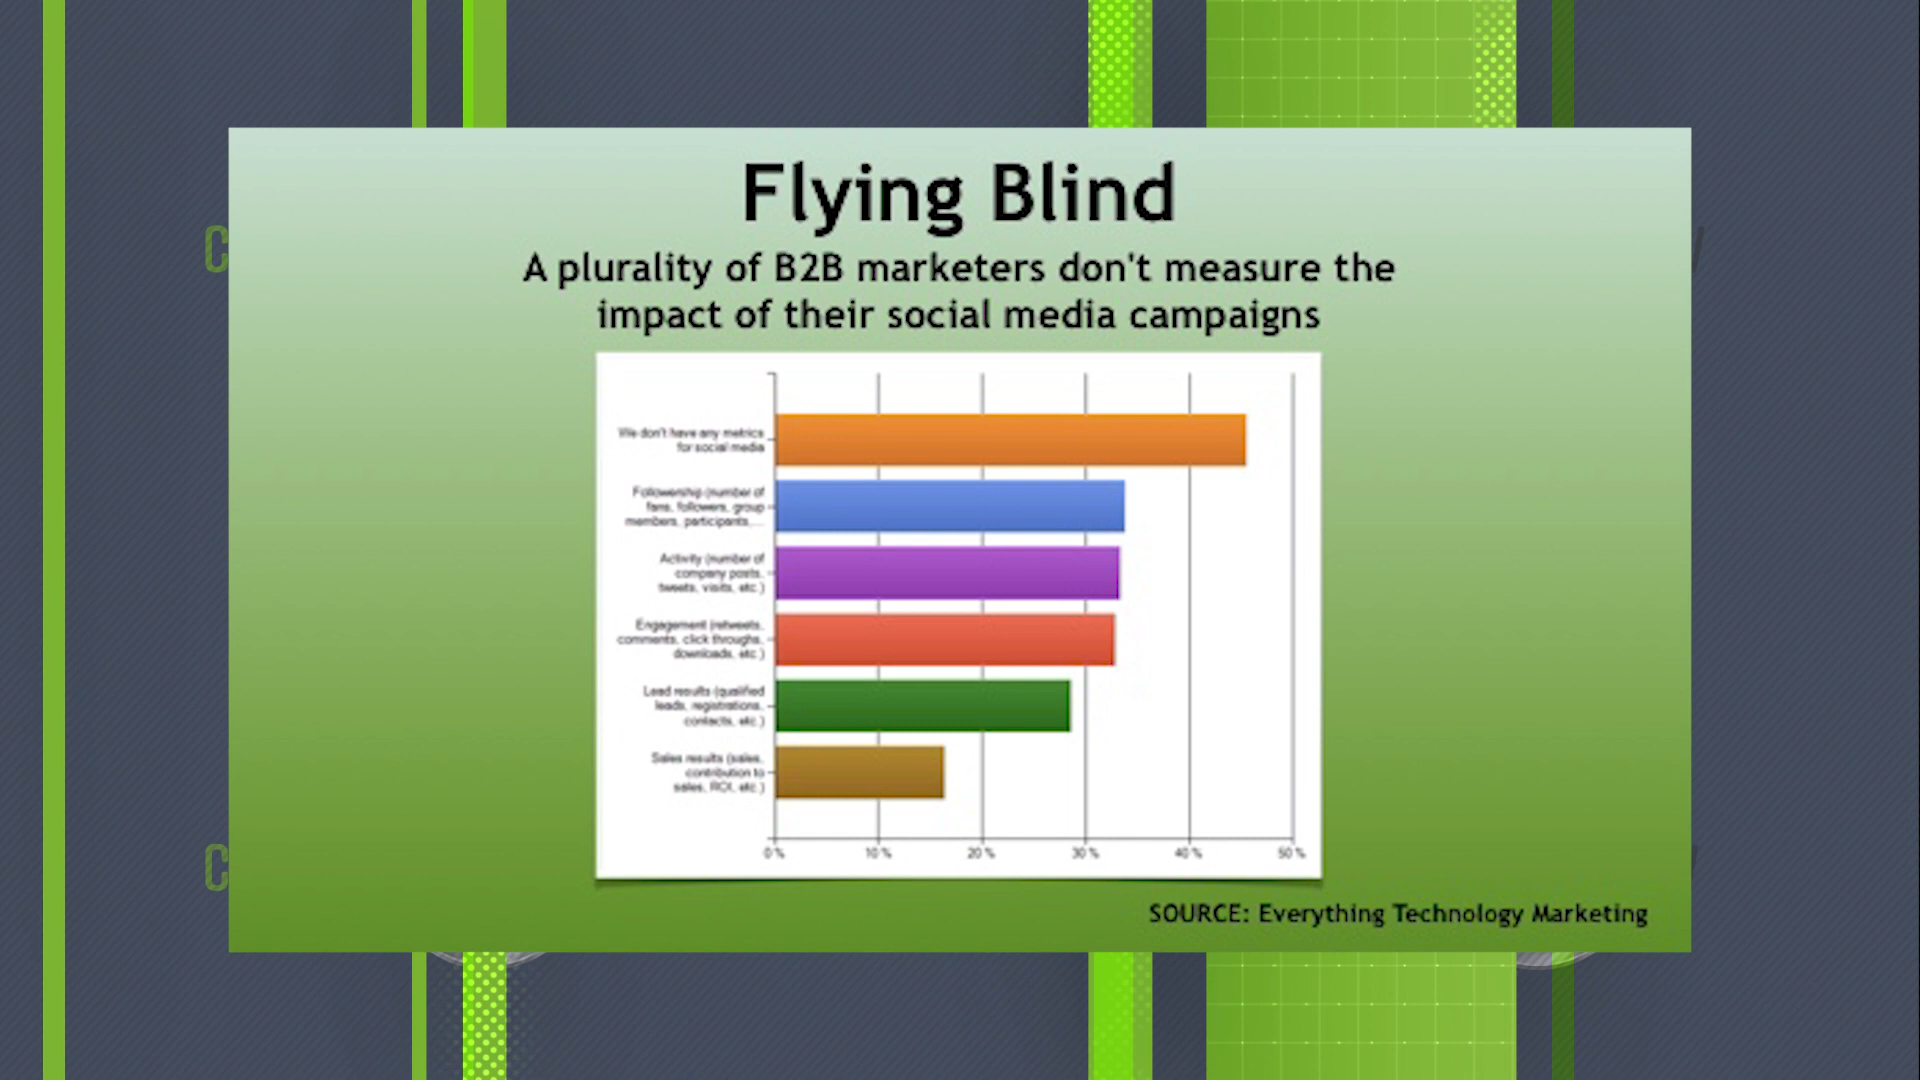 Flying Blind
A plurality of B2B marketers don't measure the
impact of their social media campaigns
We don't have any metrics
for social media
Followership (number of
fans, followers, group
members, participants,...
Activity (number of
company posts,
tweets, visits, etc.)
Engagement (retweets,
comments, click throughs,
downloads, etc.)
Lead results (qualified
leads, registrations,
contacts, etc.)
Sales results (sales,
contribution to
sales, ROI, etc.)
0 %
10 %
20 %
30 %
40 %
50 %
SOURCE: Everything Technology Marketing
C
C